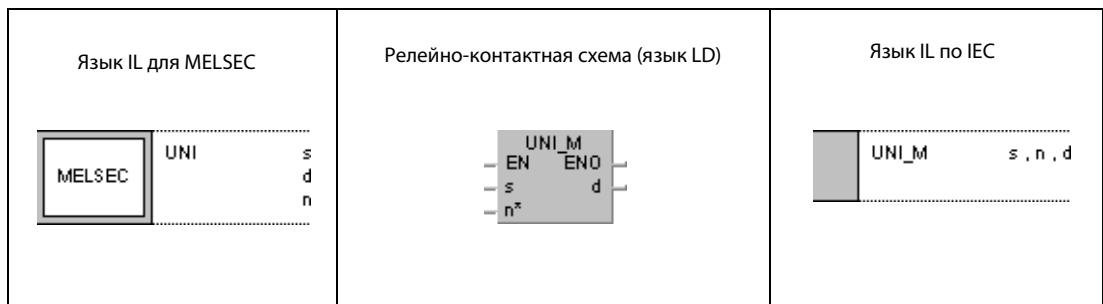 Язык IL для MELSEC
MELSEC
UNI s
d
n
Релейно-контактная схема (язык LD)
UNI_M
EN ENO
s d
n*
Язык IL по IEC
UNI_M s , n , d